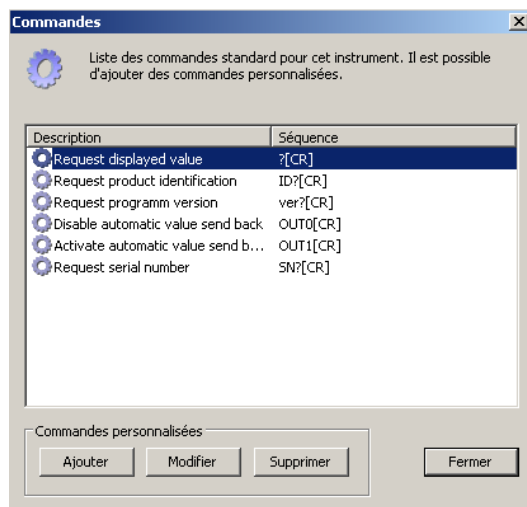 Commandes
Liste des commandes standard pour cet instrument. Il est possible
d'ajouter des commandes personnalisées.
Description Séquence
Request displayed value ?[CR]
Request product identification ID?[CR]
Request programm version ver?[CR]
Disable automatic value send back OUT0[CR]
Activate automatic value send b... OUT1[CR]
Request serial number SN?[CR]
Commandes personnalisées
Ajouter Modifier Supprimer Fermer